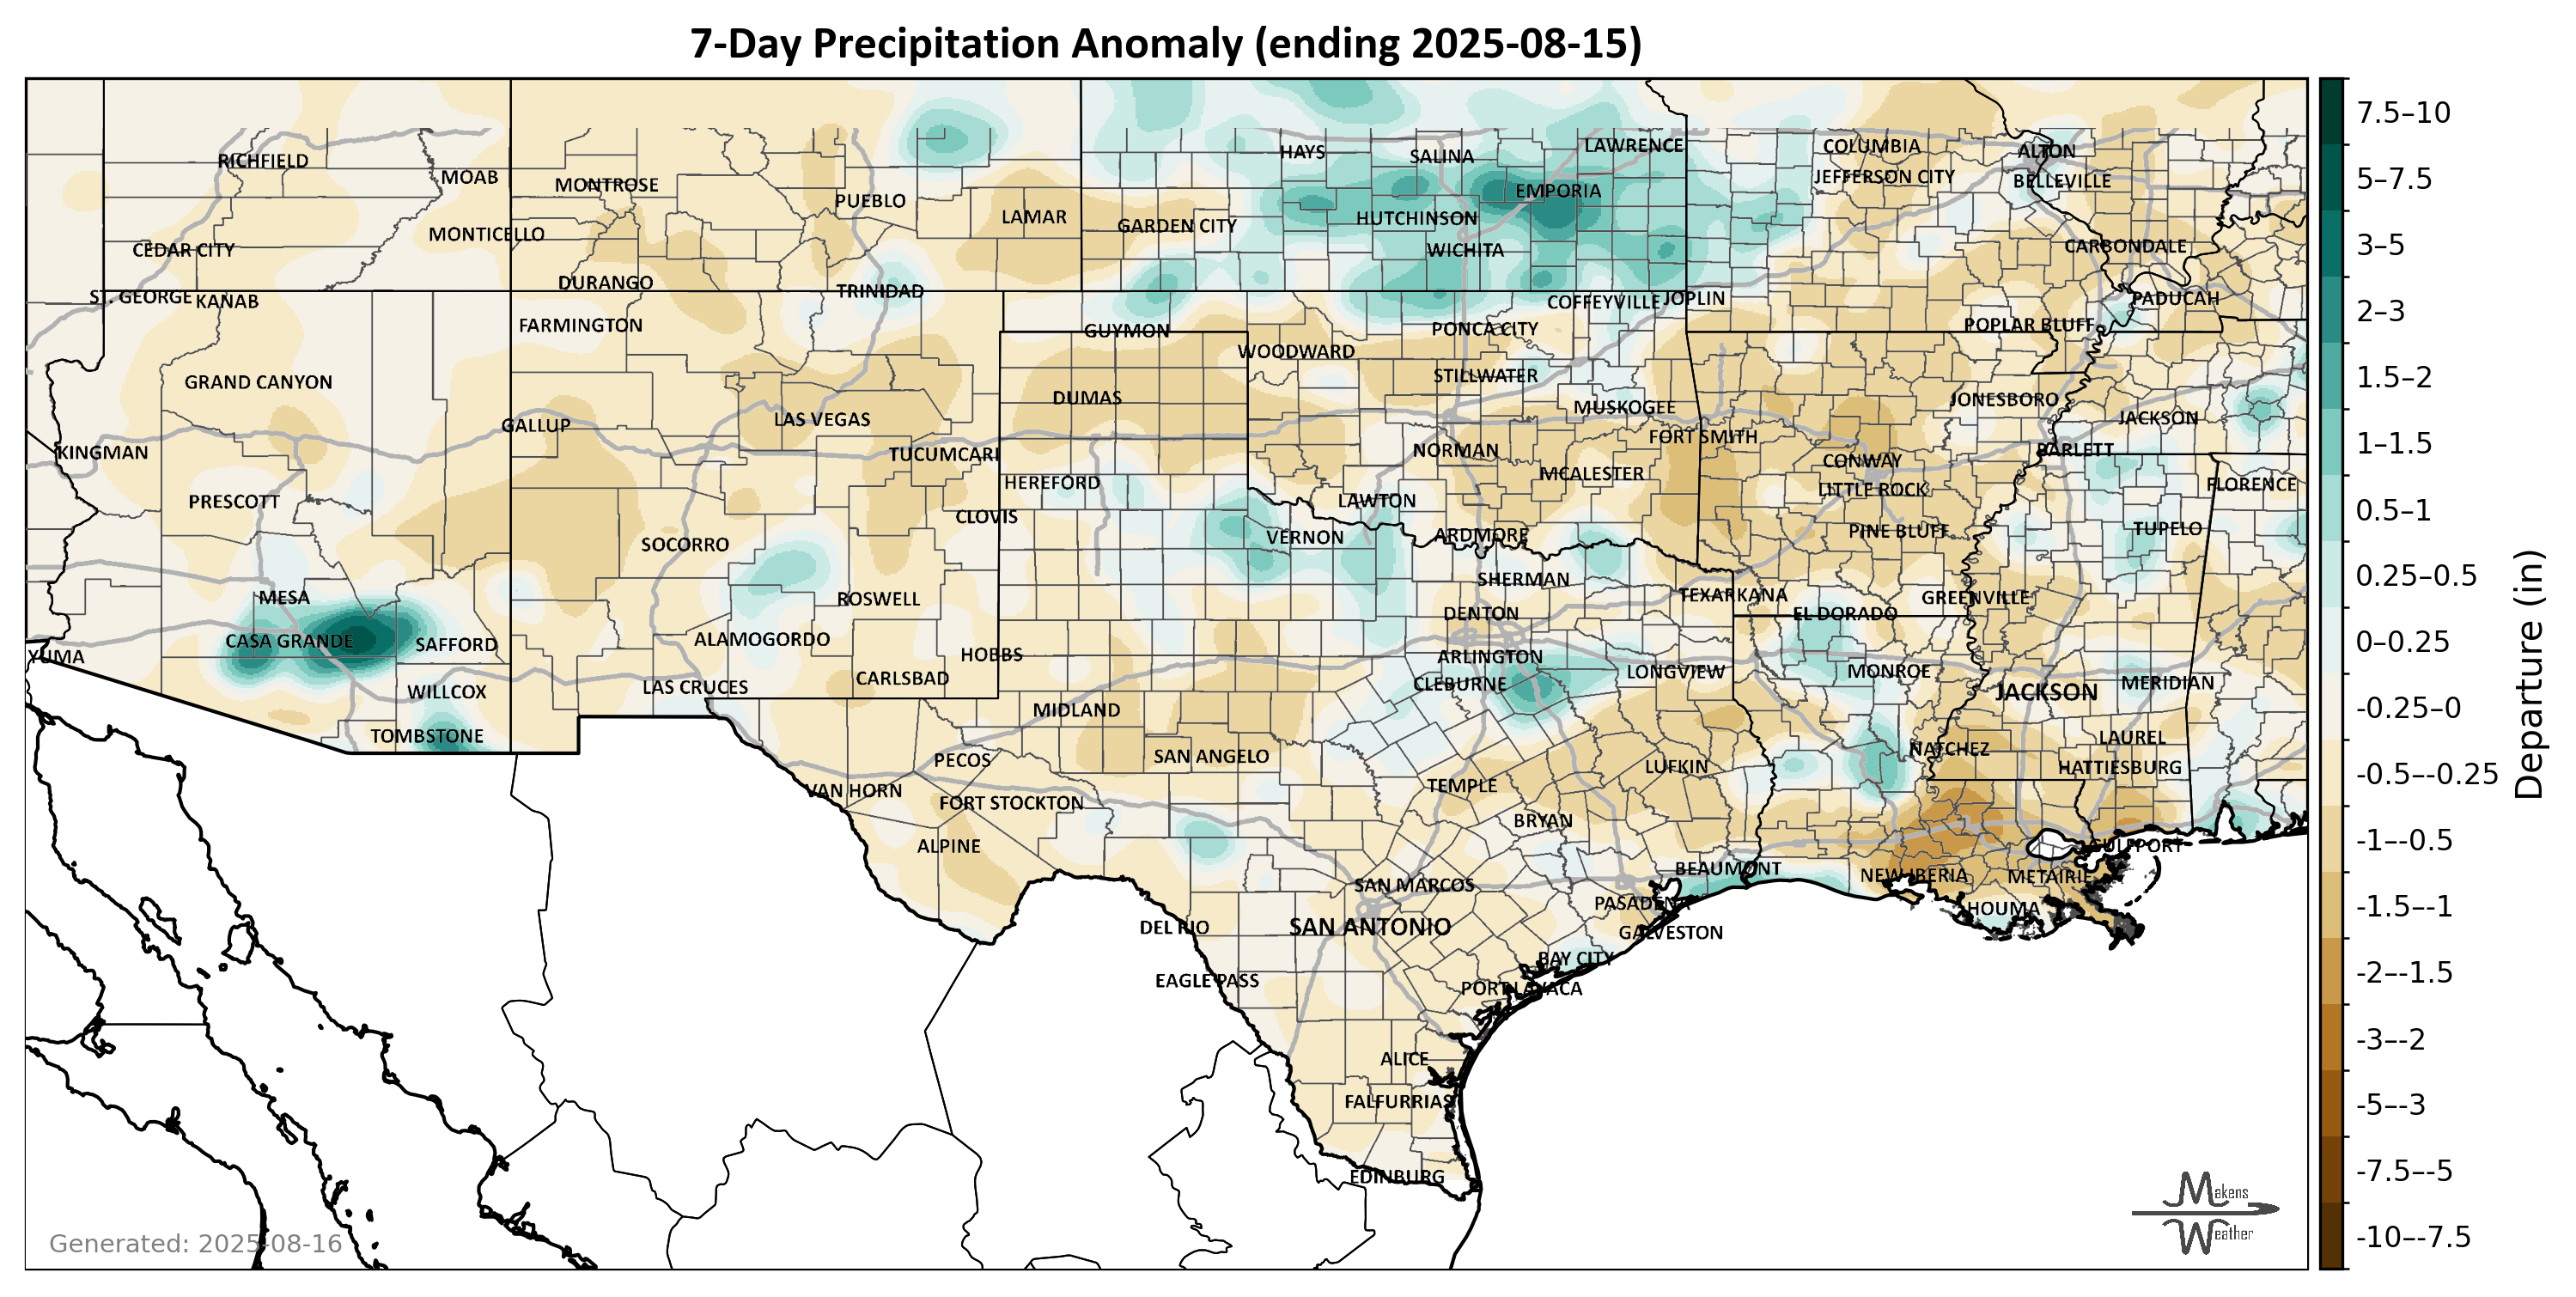 7-Day Precipitation Anomaly (ending 2025-08-15)
HAYS SALINA LAWRENCE COLUMBIA ALTON
RICHFIELD MOAB MONTROSE EMPORIA JEFFERSON CITY BELLEVILLE
PUEBLO LAMAR GARDEN CITY HUTCHINSON
MONTICELLO CEDAR CITY WICHITA CARBONDALE
DURANGO TRINIDAD
ST. GEORGE KANAB COFFEYVILLE JOPLIN PADUCAH
FARMINGTON GUYMON PONCA CITY POPLAR BLUFF
WOODWARD
GRAND CANYON DUMAS STILLWATER
GALLUP LAS VEGAS MUSKOGEE JONESBORO JACKSON
KINGMAN TUCUMCARI NORMAN FORT SMITH CONWAY BARLETT
PRESCOTT HEREFORD LAWTON MCALESTER LITTLE ROCK FLORENCE
SOCORRO CLOVIS VERNON ARDMORE PINE BLUFF TUPELO
MESA ROSWELL SHERMAN TEXARKANA EL DORADO GREENVILLE
DENTON
CASA GRANDE SAFFORD ALAMOGORDO
YUMA HOBBS ARLINGTON
WILLCOX LAS CRUCES CARLSBAD CLEBURNE LONGVIEW MONROE JACKSON MERIDIAN
TOMBSTONE MIDLAND
PECOS SAN ANGELO NATCHEZ LAUREL
VAN HORN FORT STOCKTON TEMPLE LUFKIN HATTIESBURG
ALPINE BRYAN GULFPORT
SAN MARCOS BEAUMONT NEW IBERIA METAIRIE
DEL RIO SAN ANTONIO PASADENA GALVESTON HOUMA
EAGLE PASS BAY CITY
PORT LAVACA
ALICE
FALFURRIAS
EDINBURG
7.5–10
5–7.5
3–5
2–3
1.5–2
1–1.5
0.5–1
0.25–0.5
0–0.25
-0.25–0
-0.5–-0.25
-1–-0.5
-1.5–-1
-2–-1.5
-3–-2
-5–-3
-7.5–-5
-10–-7.5
Departure (in)
Generated: 2025-08-16
Makens
Weather